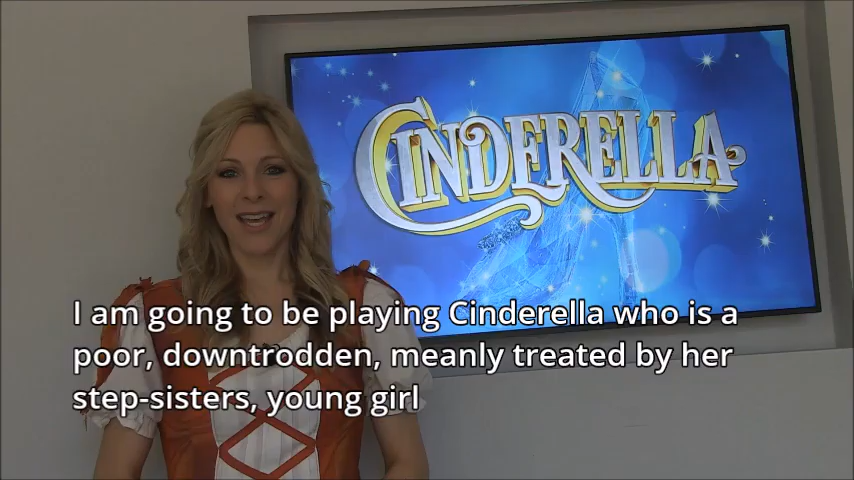 CINDERELLA
I am going to be playing Cinderella who is a
poor, downtrodden, meanly treated by her
step-sisters, young girl